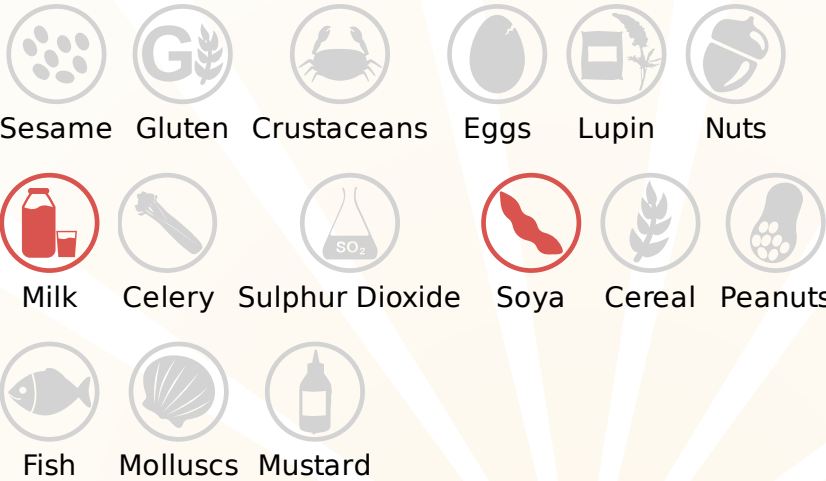 G
Sesame Gluten Crustaceans Eggs Lupin Nuts
SO₂
Milk Celery Sulphur Dioxide Soya Cereal Peanuts
Fish Molluscs Mustard